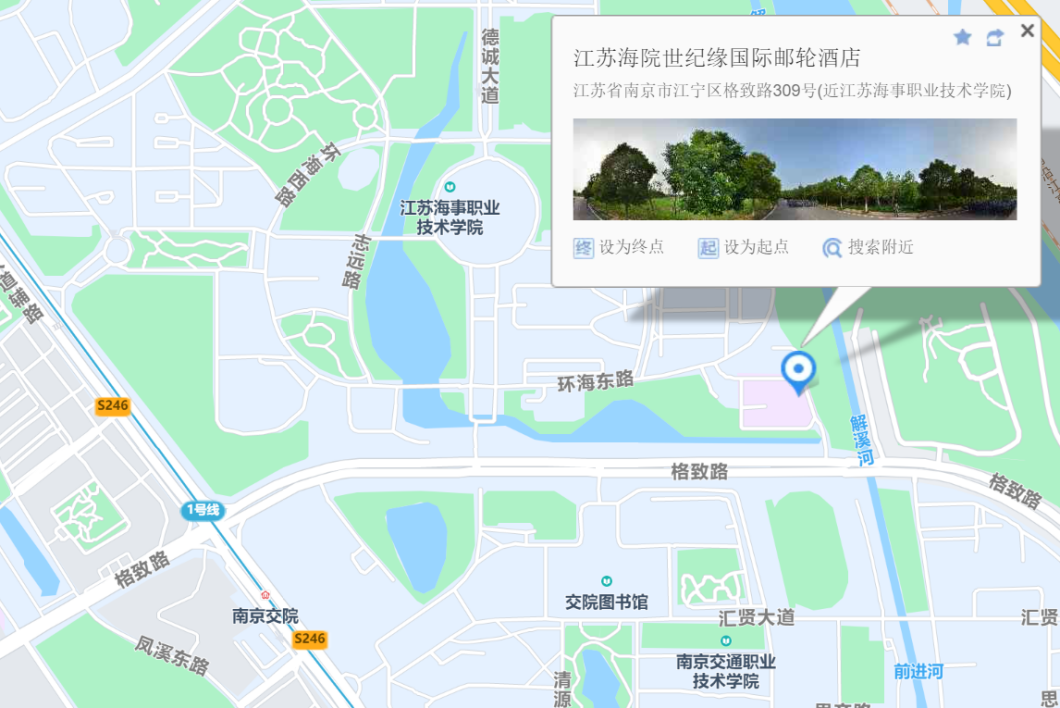 德诚大道
江苏海院世纪缘国际邮轮酒店
江苏省南京市江宁区格致路309号(近江苏海事职业技术学院)
环海西路
江苏海事职业
技术学院
终 设为终点
起 设为起点
搜索附近
志远路
道辅路
环海东路
S246
解溪河
格致路
格致路
1号线
格致路
南京交院
交院图书馆
汇贤大道
汇贤
S246
凤溪东路
南京交通职业
技术学院
前进河
清源
思